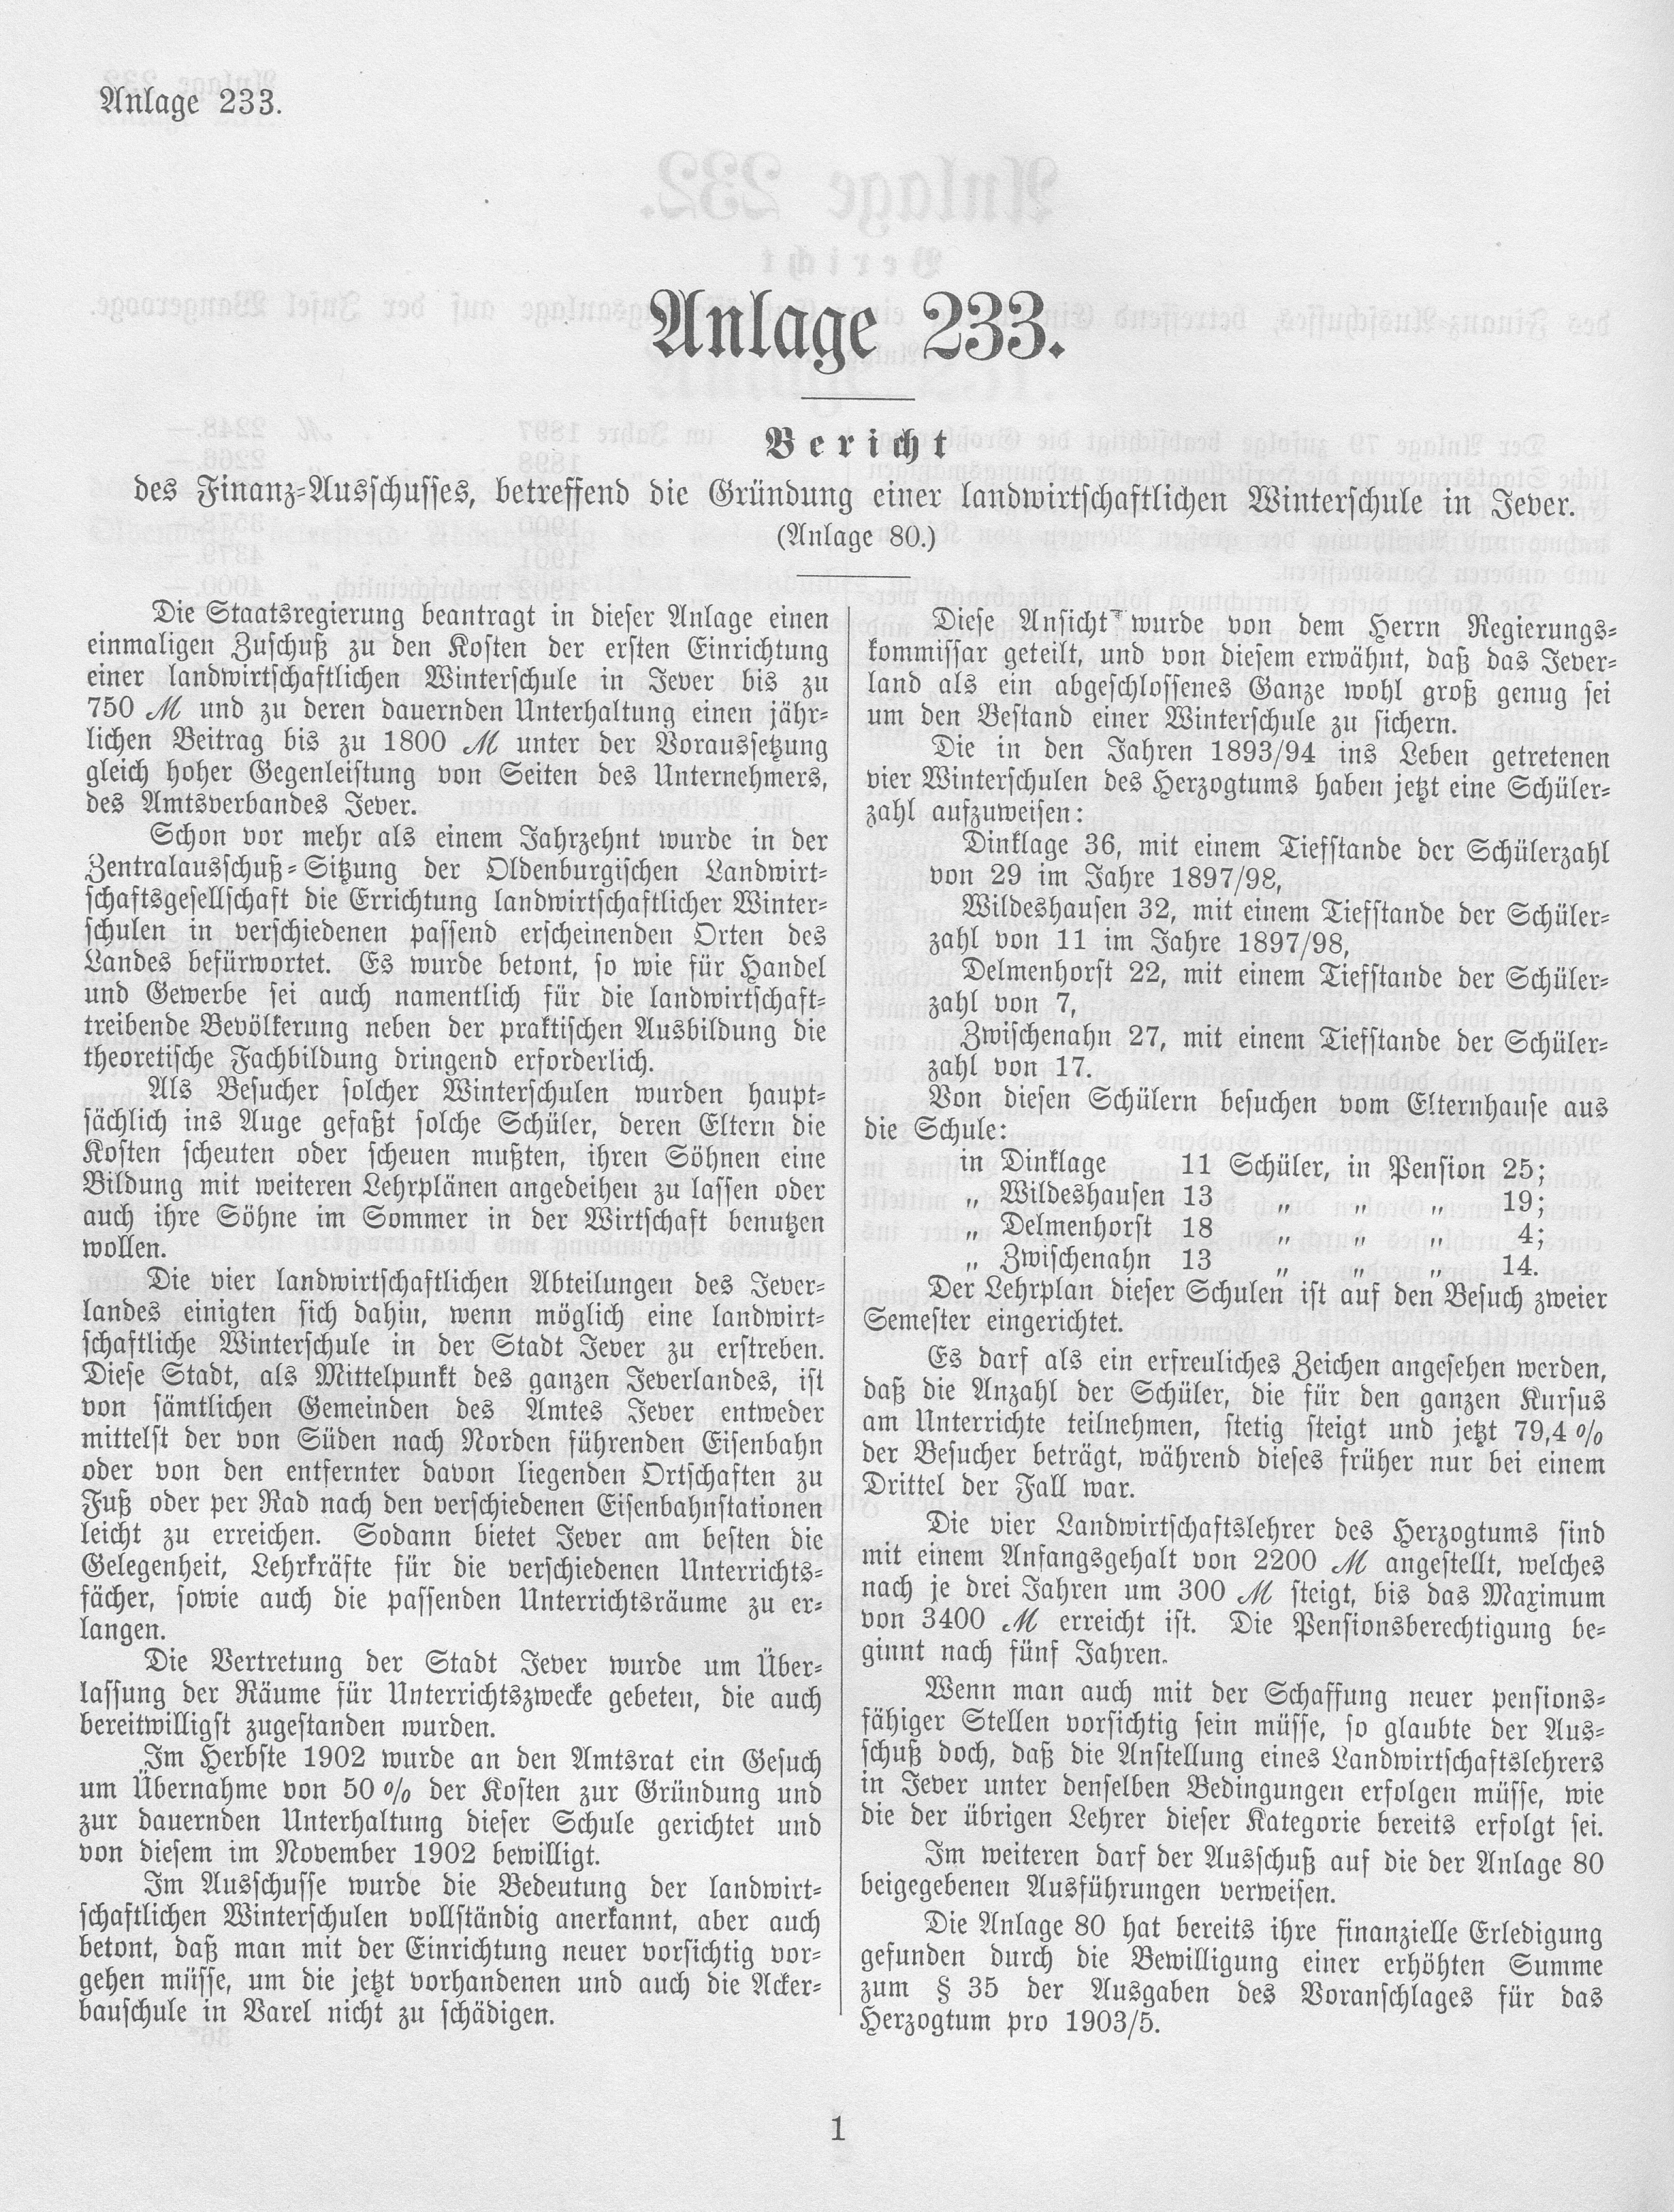 Anlage 233.
Anlage 233.
Bericht
des Finanz-Ausschusses, betreffend die Gründung einer landwirtschaftlichen Winterschule in Jever.
(Anlage 80.)
Die Staatsregierung beantragt in dieser Anlage einen
einmaligen Zuschuß zu den Kosten der ersten Einrichtung
einer landwirtschaftlichen Winterschule in Jever bis zu
750 ℳ und zu deren dauernden Unterhaltung einen jähr-
lichen Beitrag bis zu 1800 ℳ unter der Voraussetzung
gleich hoher Gegenleistung von Seiten des Unternehmers,
des Amtsverbandes Jever.
Schon vor mehr als einem Jahrzehnt wurde in der
Zentralausschuß-Sitzung der Oldenburgischen Landwirt-
schaftsgesellschaft die Errichtung landwirtschaftlicher Winter-
schulen in verschiedenen passend erscheinenden Orten des
Landes befürwortet. Es wurde betont, so wie für Handel
und Gewerbe sei auch namentlich für die landwirtschaft-
treibende Bevölkerung neben der praktischen Ausbildung die
theoretische Fachbildung dringend erforderlich.
Als Besucher solcher Winterschulen wurden haupt-
sächlich ins Auge gefaßt solche Schüler, deren Eltern die
Kosten scheuten oder scheuen mußten, ihren Söhnen eine
Bildung mit weiteren Lehrplänen angedeihen zu lassen oder
auch ihre Söhne im Sommer in der Wirtschaft benutzen
wollen.
Die vier landwirtschaftlichen Abteilungen des Jever-
landes einigten sich dahin, wenn möglich eine landwirt-
schaftliche Winterschule in der Stadt Jever zu erstreben.
Diese Stadt, als Mittelpunkt des ganzen Jeverlandes, ist
von sämtlichen Gemeinden des Amtes Jever entweder
mittelst der von Süden nach Norden führenden Eisenbahn
oder von den entfernter davon liegenden Ortschaften zu
Fuß oder per Rad nach den verschiedenen Eisenbahnstationen
leicht zu erreichen. Sodann bietet Jever am besten die
Gelegenheit, Lehrkräfte für die verschiedenen Unterrichts-
fächer, sowie auch die passenden Unterrichtsräume zu er-
langen.
Die Vertretung der Stadt Jever wurde um Über-
lassung der Räume für Unterrichtszwecke gebeten, die auch
bereitwilligst zugestanden wurden.
Im Herbste 1902 wurde an den Amtsrat ein Gesuch
um Übernahme von 50 % der Kosten zur Gründung und
zur dauernden Unterhaltung dieser Schule gerichtet und
von diesem im November 1902 bewilligt.
Im Ausschusse wurde die Bedeutung der landwirt-
schaftlichen Winterschulen vollständig anerkannt, aber auch
betont, daß man mit der Einrichtung neuer vorsichtig vor-
gehen müsse, um die jetzt vorhandenen und auch die Acker-
bauschule in Varel nicht zu schädigen.
Diese Ansicht wurde von dem Herrn Regierungs-
kommissar geteilt, und von diesem erwähnt, daß das Jever-
land als ein abgeschlossenes Ganze wohl groß genug sei
um den Bestand einer Winterschule zu sichern.
Die in den Jahren 1893/94 ins Leben getretenen
vier Winterschulen des Herzogtums haben jetzt eine Schüler-
zahl aufzuweisen:
Dinklage 36, mit einem Tiefstande der Schülerzahl
von 29 im Jahre 1897/98,
Wildeshausen 32, mit einem Tiefstande der Schüler-
zahl von 11 im Jahre 1897/98,
Delmenhorst 22, mit einem Tiefstande der Schüler-
zahl von 7,
Zwischenahn 27, mit einem Tiefstande der Schüler-
zahl von 17.
Von diesen Schülern besuchen vom Elternhause aus
die Schule:
in Dinklage 11 Schüler, in Pension 25;
„ Wildeshausen 13 „ „ „ 19;
„ Delmenhorst 18 „ „ „ 4;
„ Zwischenahn 13 „ „ „ 14.
Der Lehrplan dieser Schulen ist auf den Besuch zweier
Semester eingerichtet.
Es darf als ein erfreuliches Zeichen angesehen werden,
daß die Anzahl der Schüler, die für den ganzen Kursus
am Unterrichte teilnehmen, stetig steigt und jetzt 79,4 %
der Besucher beträgt, während dieses früher nur bei einem
Drittel der Fall war.
Die vier Landwirtschaftslehrer des Herzogtums sind
mit einem Anfangsgehalt von 2200 ℳ angestellt, welches
nach je drei Jahren um 300 ℳ steigt, bis das Maximum
von 3400 ℳ erreicht ist. Die Pensionsberechtigung be-
ginnt nach fünf Jahren.
Wenn man auch mit der Schaffung neuer pensions-
fähiger Stellen vorsichtig sein müsse, so glaubte der Aus-
schuß doch, daß die Anstellung eines Landwirtschaftslehrers
in Jever unter denselben Bedingungen erfolgen müsse, wie
die der übrigen Lehrer dieser Kategorie bereits erfolgt sei.
Im weiteren darf der Ausschuß auf die der Anlage 80
beigegebenen Ausführungen verweisen.
Die Anlage 80 hat bereits ihre finanzielle Erledigung
gefunden durch die Bewilligung einer erhöhten Summe
zum § 35 der Ausgaben des Voranschlages für das
Herzogtum pro 1903/5.
1